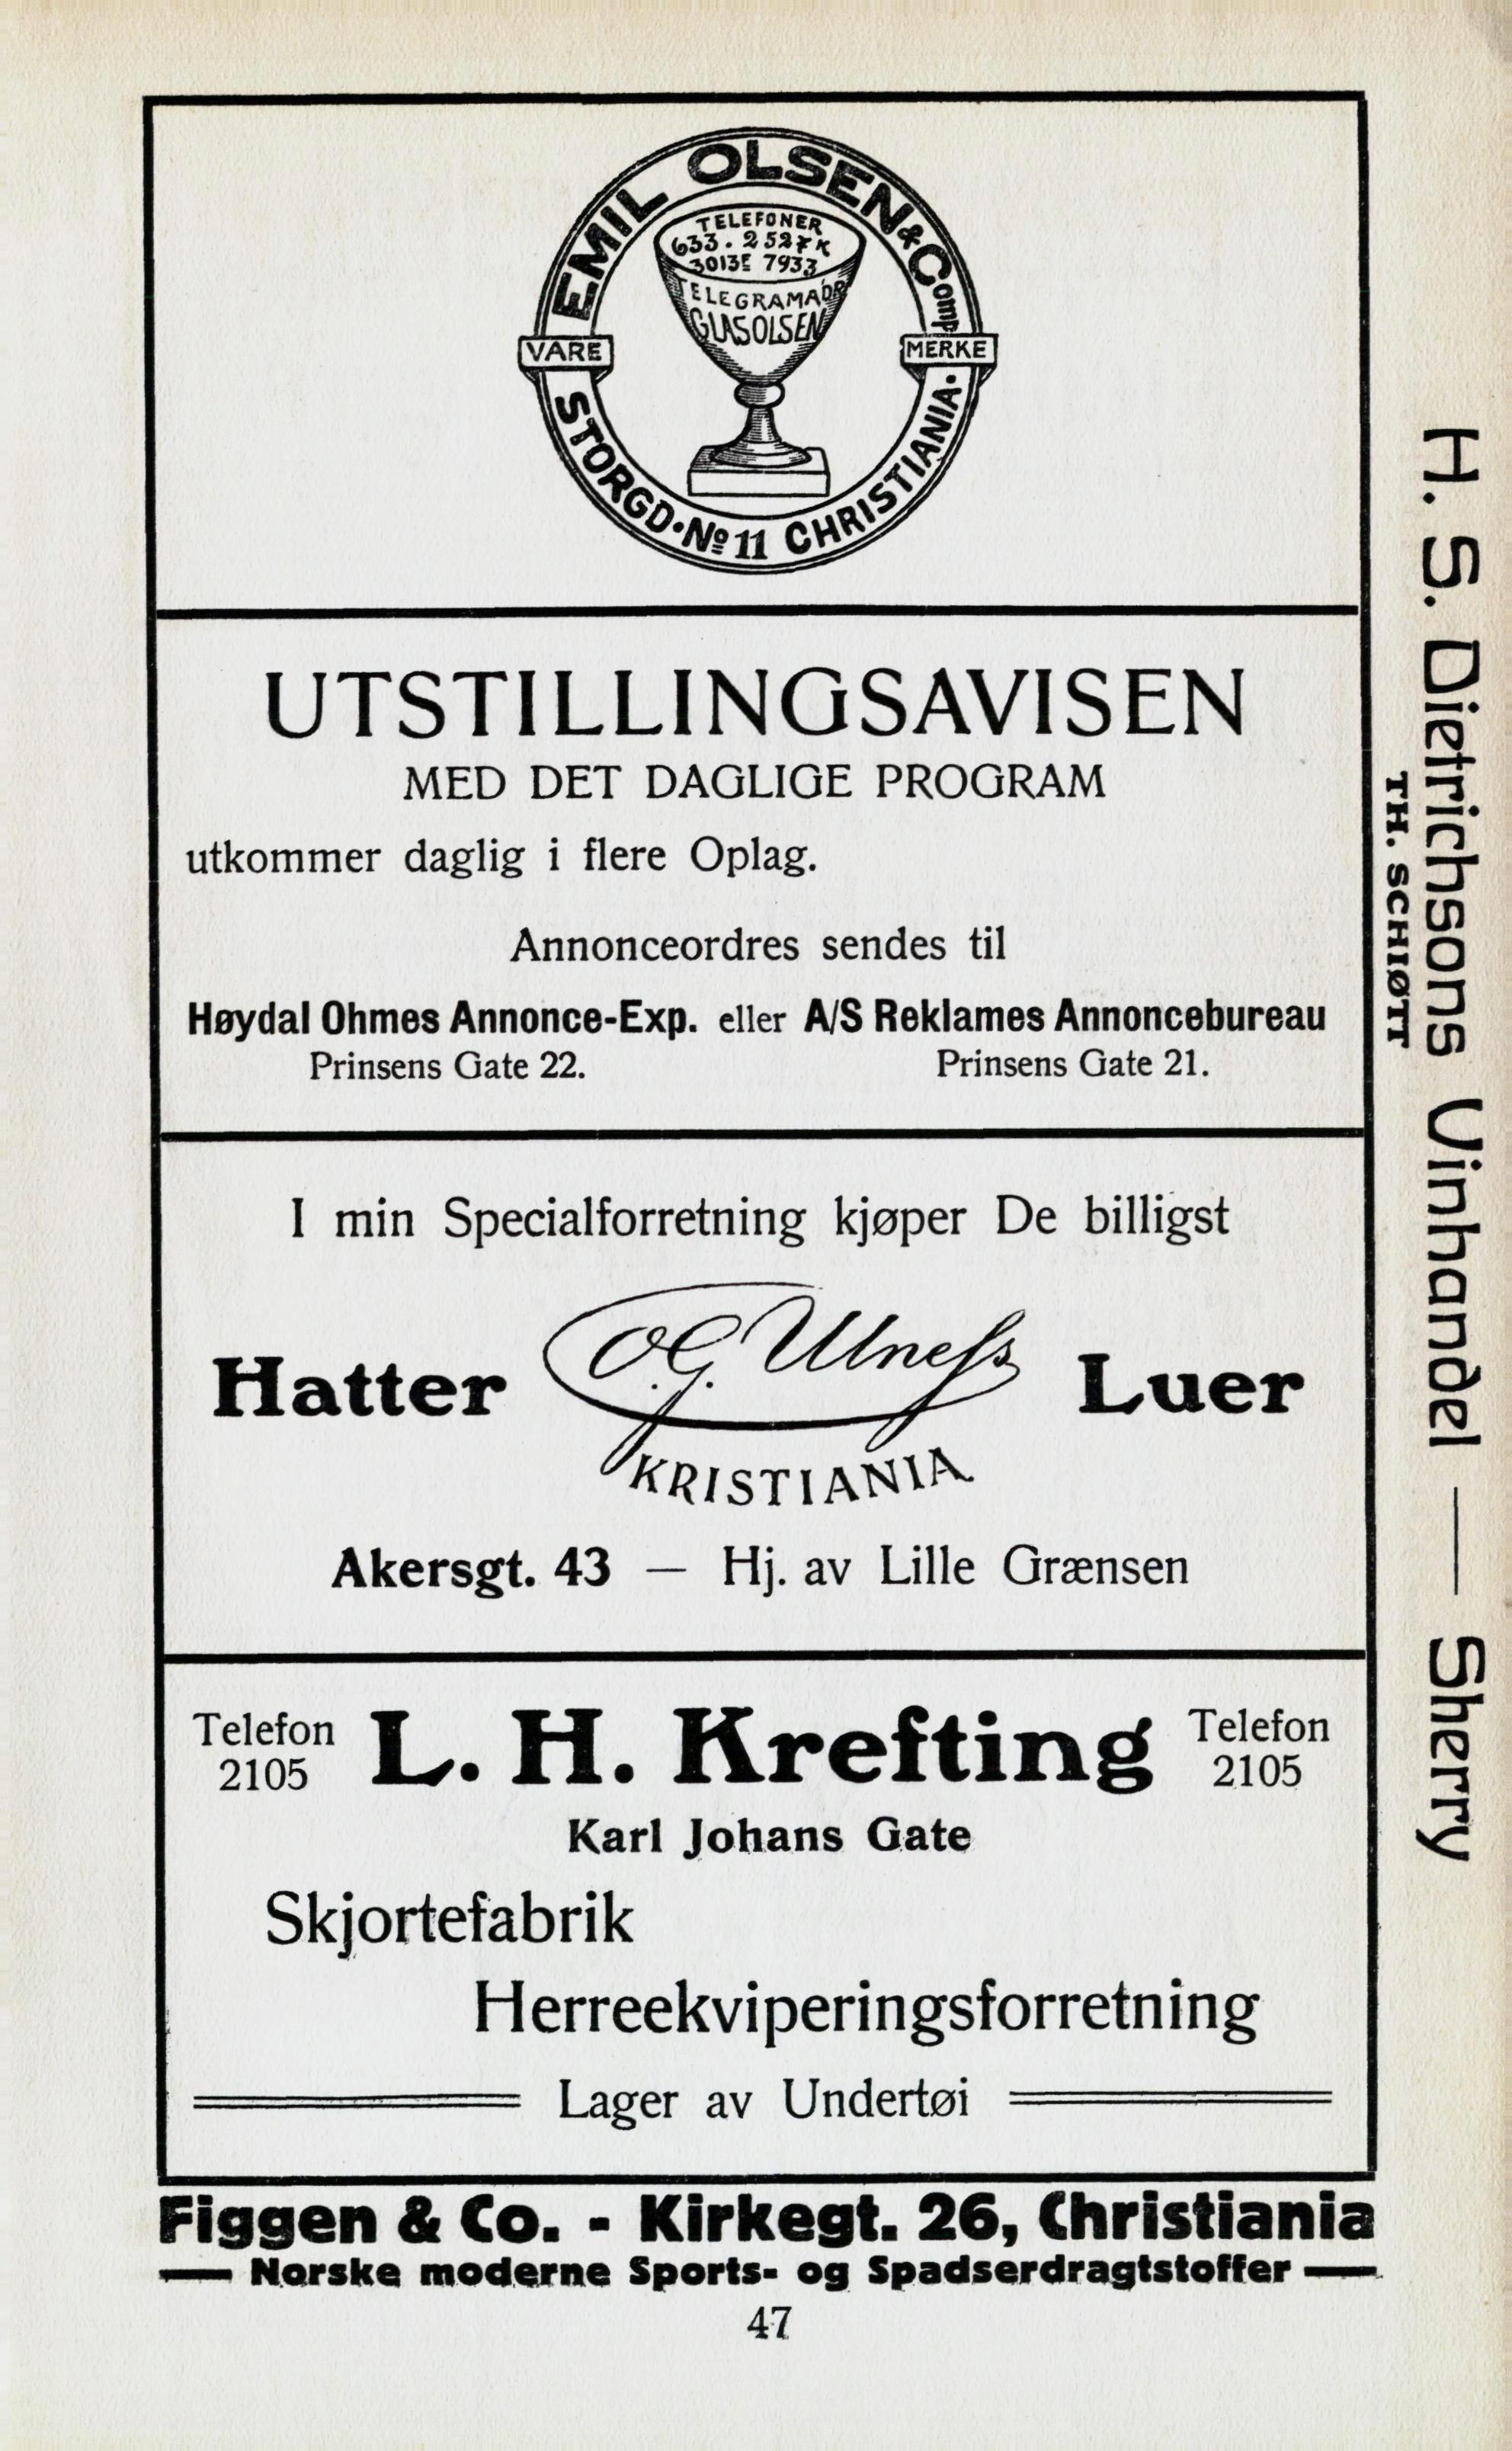 EMIL OLSEN & Comp
TELEFONER
633. 2527K
3013E 7933
TELEGRAMADR
GLASOLSEN
VARE MERKE
STORGD. No 11 CHRISTIANIA.
UTSTILLINGSAVISEN
MED DET DAGLIGE PROGRAM
utkommer daglig i flere Oplag.
Annonceordres sendes til
Høydal Ohmes Annonce-Exp. eller A/S Reklames Annoncebureau
Prinsens Gate 22. Prinsens Gate 21.
I min Specialforretning kjøper De billigst
Hatter O.G. Ulness Luer
KRISTIANIA
Akersgt. 43 — Hj. av Lille Grænsen
Telefon 2105 L. H. Krefting Telefon 2105
Karl Johans Gate
Skjortefabrik
Herreekviperingsforretning
Lager av Undertøi
Figgen & Co. - Kirkegt. 26, Christiania
— Norske moderne Sports- og Spadserdragtstoffer —
47
H. S. Dietrichsons Vinhandel — Sherry
TH. SCHIØTT